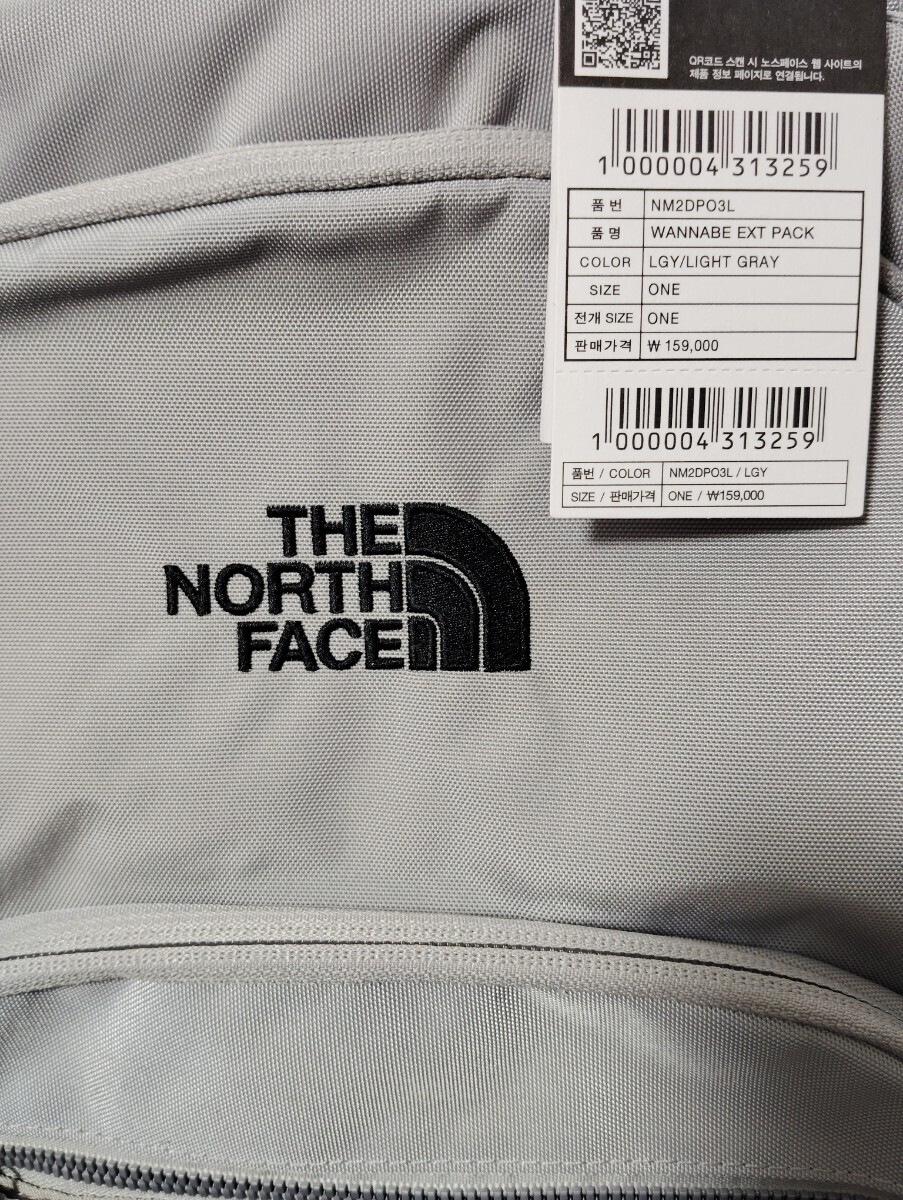 QR코드 스캔 시 노스페이스 웹 사이트의
제품 정보 페이지로 연결됩니다.
1 000004 313259
품 번 NM2DPO3L
품 명 WANNABE EXT PACK
COLOR LGY/LIGHT GRAY
SIZE ONE
전개 SIZE ONE
판매가격 ₩ 159,000
1 000004 313259
품번 / COLOR NM2DPO3L / LGY
SIZE / 판매가격 ONE / ₩159,000
THE
NORTH
FACE